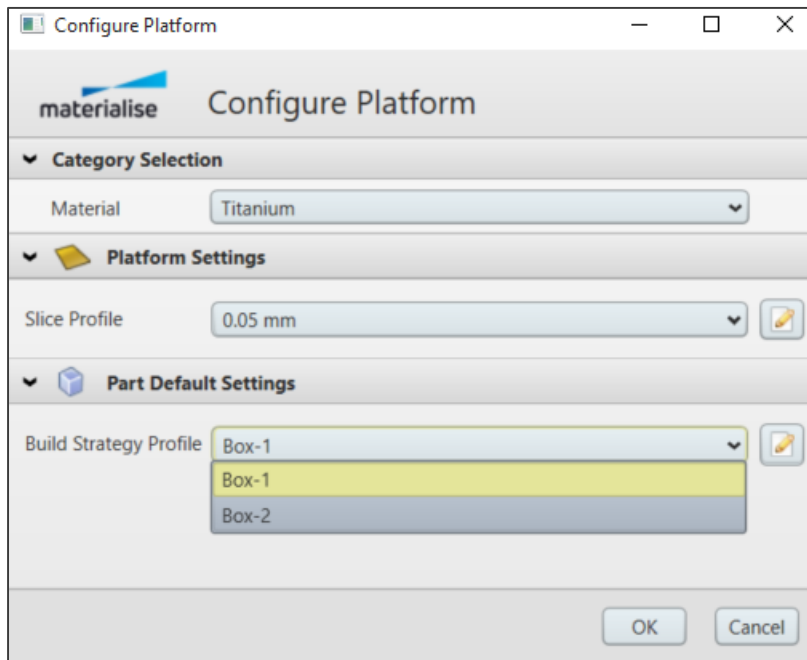 Configure Platform
materialise
Configure Platform
Category Selection
Material Titanium
Platform Settings
Slice Profile 0.05 mm
Part Default Settings
Build Strategy Profile Box-1
Box-1
Box-2
OK Cancel